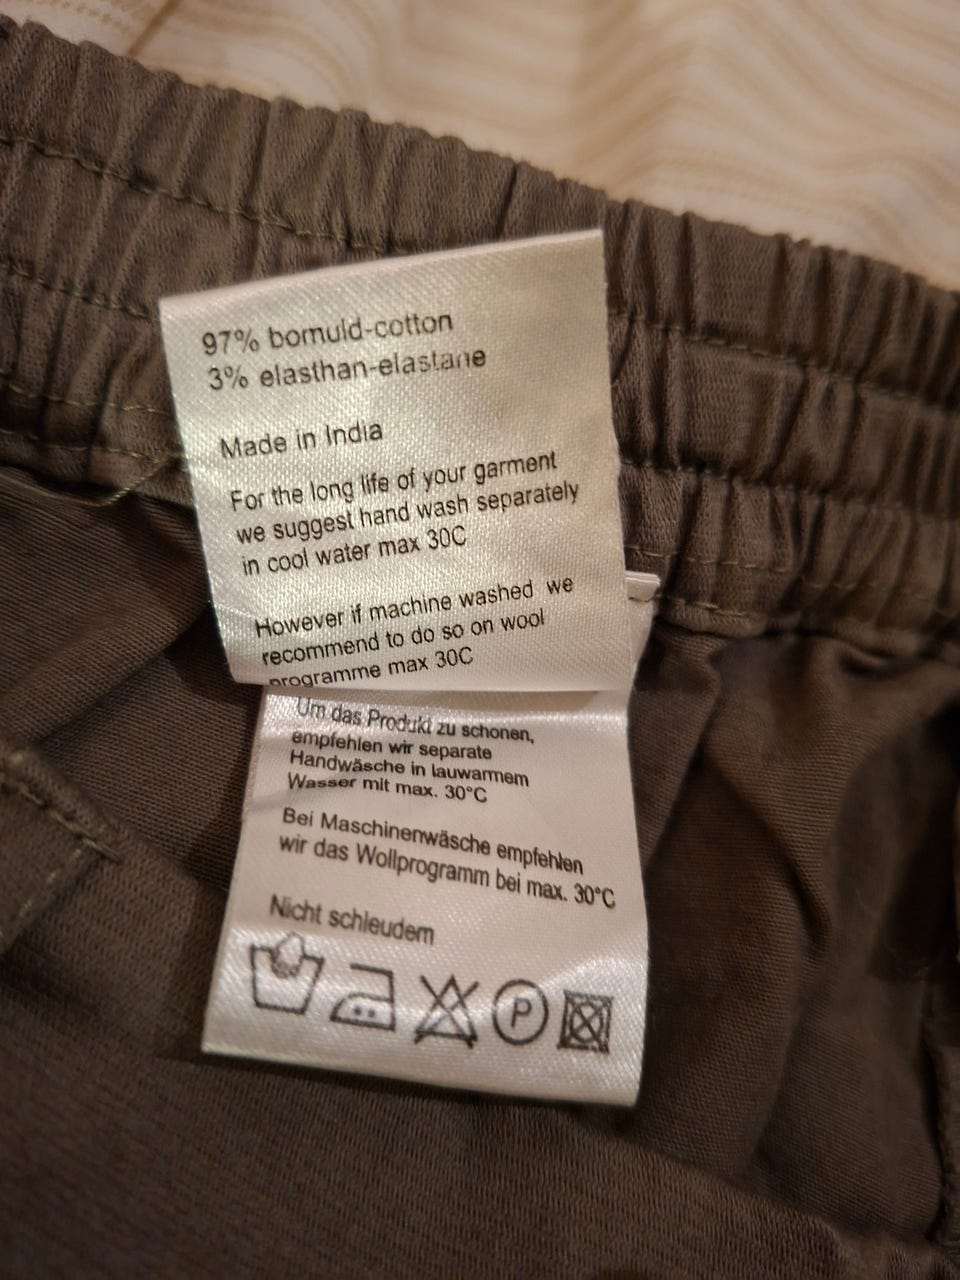 97% bomuld-cotton
3% elasthan-elastane
Made in India
For the long life of your garment
we suggest hand wash separately
in cool water max 30C
However if machine washed we
recommend to do so on wool
programme max 30C
Um das Produkt zu schonen,
empfehlen wir separate
Handwäsche in lauwarmem
Wasser mit max. 30°C
Bei Maschinenwäsche empfehlen
wir das Wollprogramm bei max. 30°C
Nicht schleudern
P